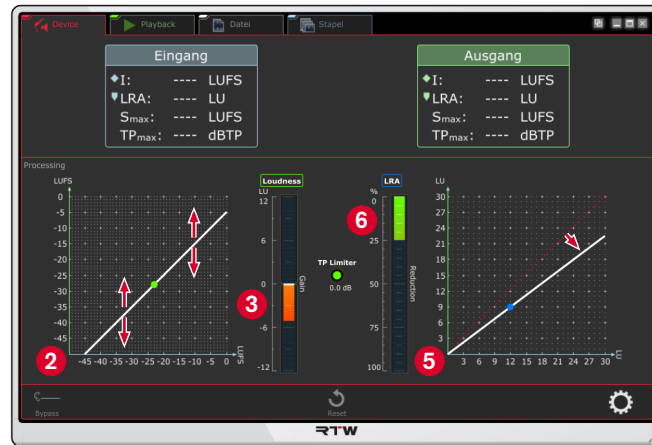 Device
Playback
Datei
Stapel
Eingang
I: ---- LUFS
LRA: ---- LU
Smax: ---- LUFS
TPmax: ---- dBTP
Ausgang
I: ---- LUFS
LRA: ---- LU
Smax: ---- LUFS
TPmax: ---- dBTP
Processing
LUFS
0
-5
-10
-15
-20
-25
-30
-35
-40
-45
-45 -40 -35 -30 -25 -20 -15 -10 -5 0
LUFS
2
Loudness
LU
12
6
0
-6
-12
Gain
3
TP Limiter
0.0 dB
LRA
%
0
25
50
75
100
Reduction
6
LU
30
27
24
21
18
15
12
9
6
3
3 6 9 12 15 18 21 24 27 30
LU
5
Bypass
Reset
RTW